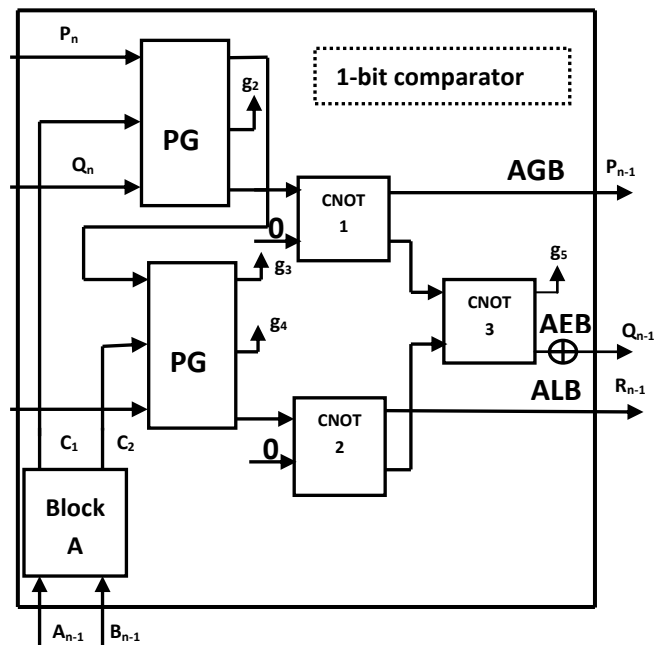 Pn
1-bit comparator
g2
PG
Qn
AGB
Pn-1
CNOT
1
0
g3
g5
CNOT
3
g4
AEB
Qn-1
PG
ALB
Rn-1
CNOT
2
0
C1
C2
Block
A
An-1
Bn-1